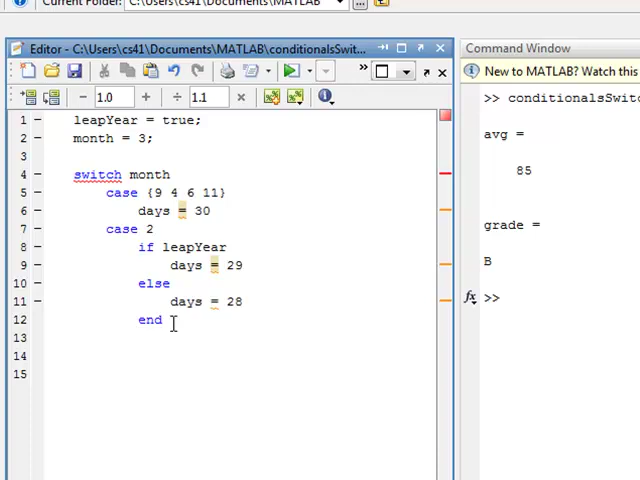 Current Folder: C:\Users\cs41\Documents\MATLAB
Editor - C:\Users\cs41\Documents\MATLAB\conditionalsSwit...
Command Window
1.0
1.1
New to MATLAB? Watch this
1 leapYear = true;
2 month = 3;
3
4 switch month
5 case {9 4 6 11}
6 days = 30
7 case 2
8 if leapYear
9 days = 29
10 else
11 days = 28
12 end
13
14
15
>> conditionalsSwitc
avg =
85
grade =
B
fx >>